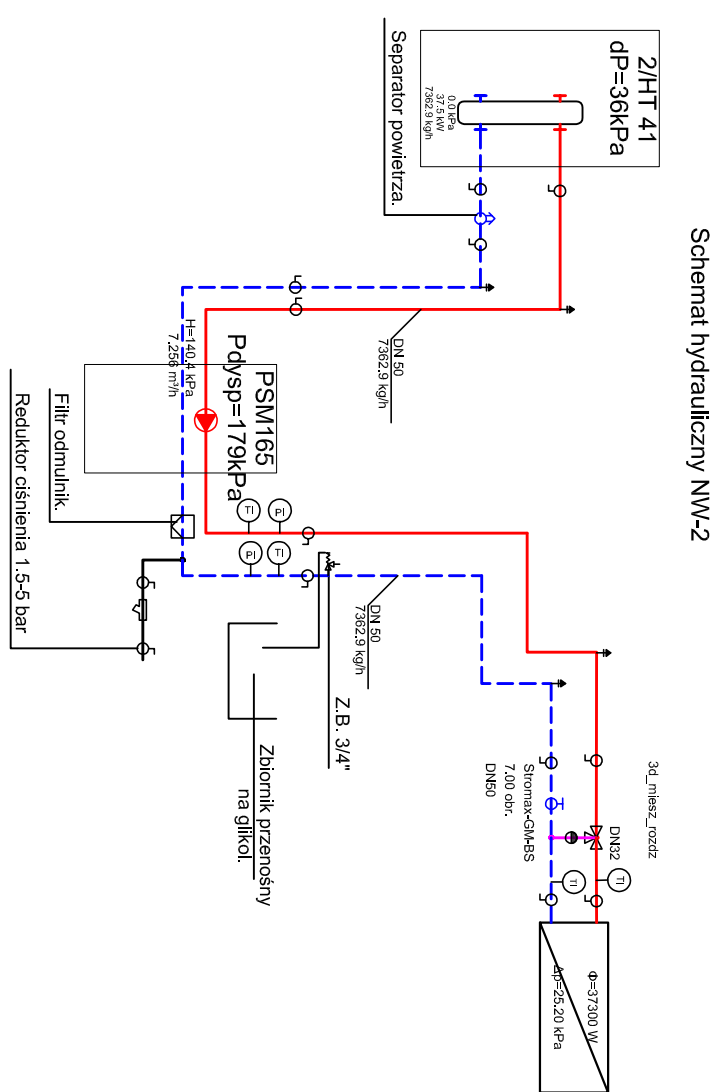 Schemat hydrauliczny NW-2
2/HT 41
dP=36kPa
0.0 kPa
37.5 kW
7362.9 kg/h
Separator powietrza.
DN 50
7362.9 kg/h
H=140.4 kPa
7.256 m³/h
PSM165
Pdysp=179kPa
Filtr odmulnik.
Reduktor ciśnienia 1.5-5 bar
TI
PI
PI
TI
DN 50
7362.9 kg/h
Z.B. 3/4"
Zbiornik przenośny
na glikol.
3d_miesz_rozdz
DN32
Stromax-GM-BS
7.00 obr.
DN50
TI
TI
Φ=37300 W
Δp=25.20 kPa